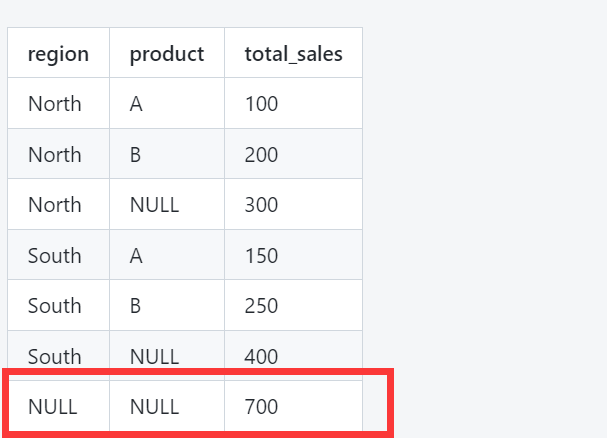 region product total_sales
North A 100
North B 200
North NULL 300
South A 150
South B 250
South NULL 400
NULL NULL 700